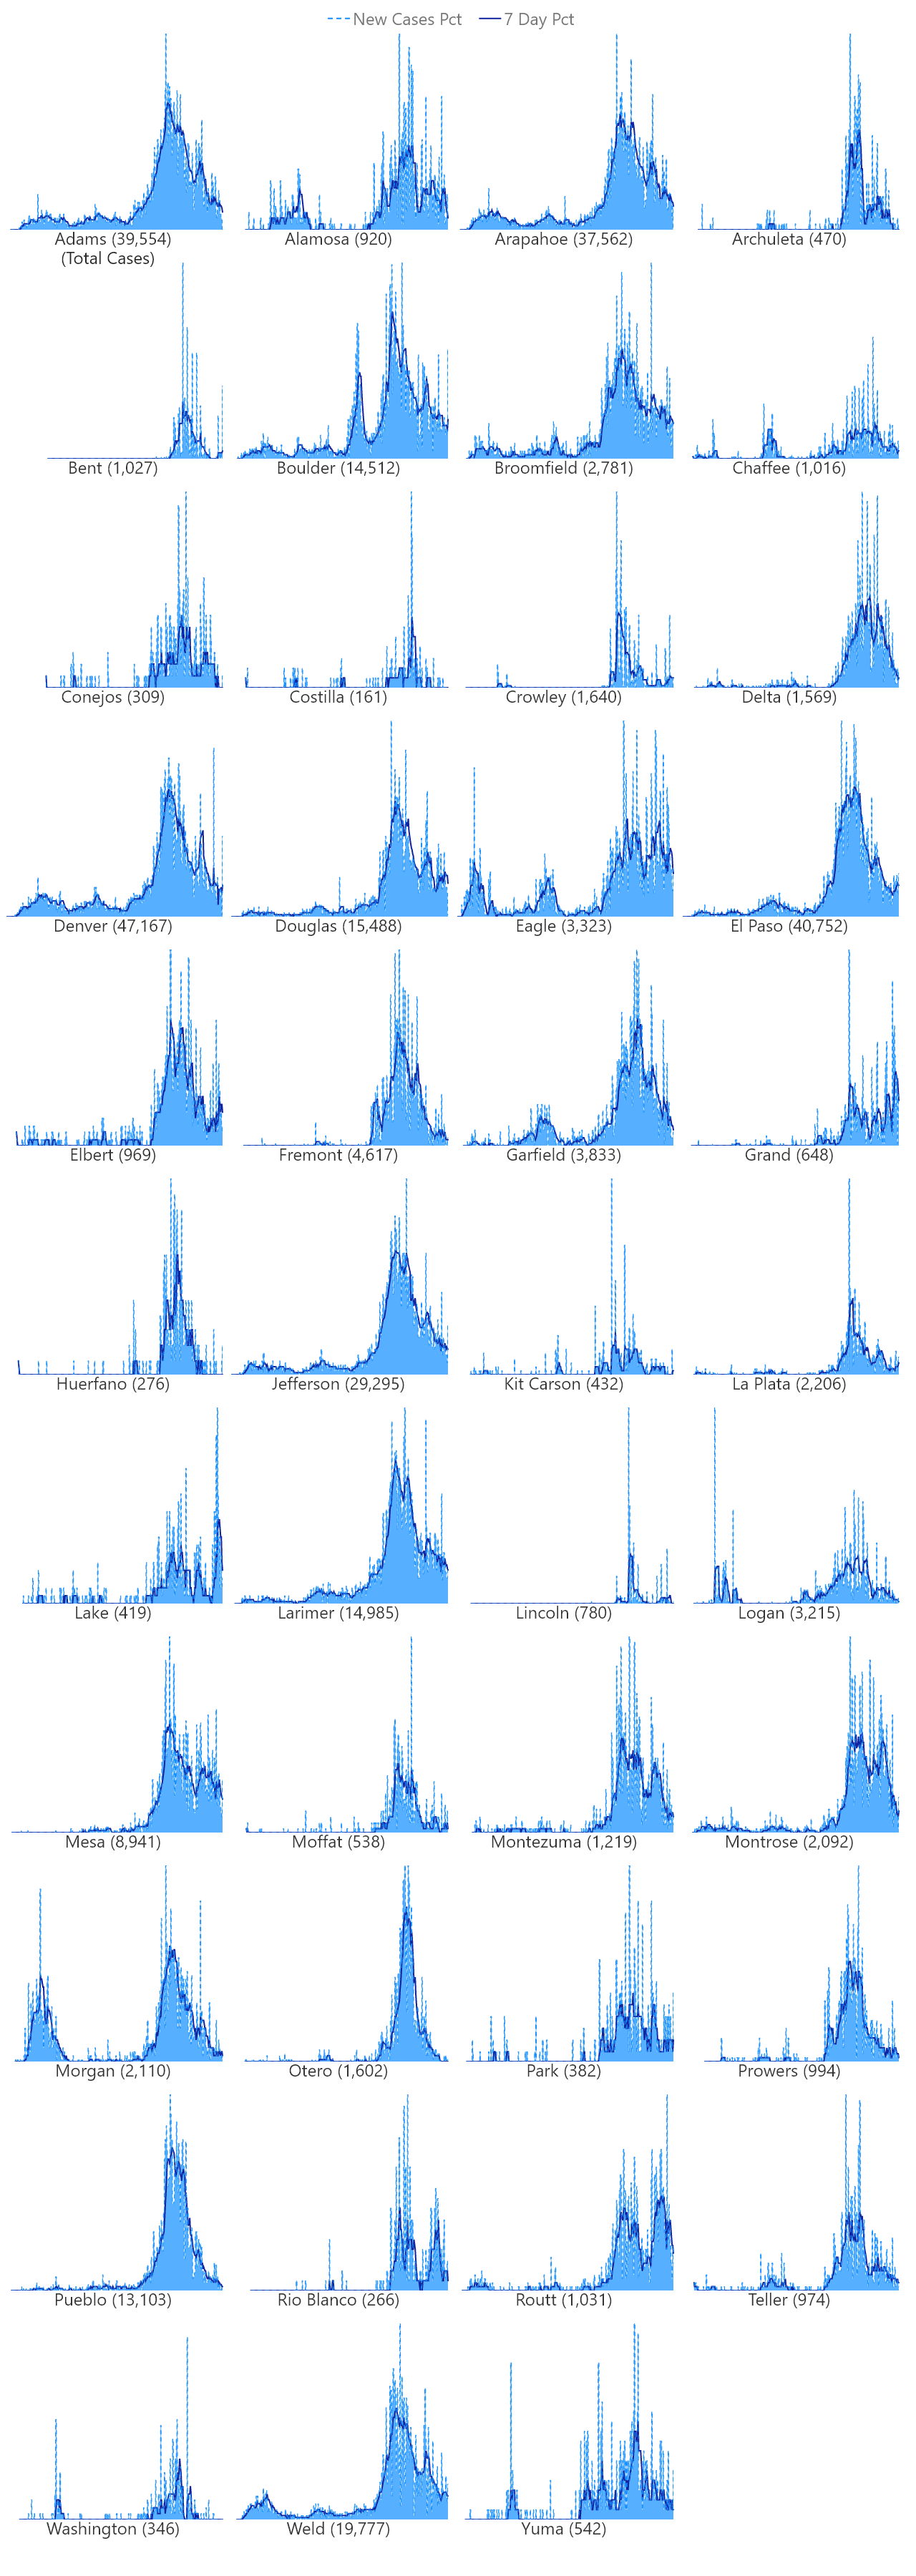 New Cases Pct 7 Day Pct
Adams (39,554) Alamosa (920) Arapahoe (37,562) Archuleta (470)
(Total Cases)
Bent (1,027) Boulder (14,512) Broomfield (2,781) Chaffee (1,016)
Conejos (309) Costilla (161) Crowley (1,640) Delta (1,569)
Denver (47,167) Douglas (15,488) Eagle (3,323) El Paso (40,752)
Elbert (969) Fremont (4,617) Garfield (3,833) Grand (648)
Huerfano (276) Jefferson (29,295) Kit Carson (432) La Plata (2,206)
Lake (419) Larimer (14,985) Lincoln (780) Logan (3,215)
Mesa (8,941) Moffat (538) Montezuma (1,219) Montrose (2,092)
Morgan (2,110) Otero (1,602) Park (382) Prowers (994)
Pueblo (13,103) Rio Blanco (266) Routt (1,031) Teller (974)
Washington (346) Weld (19,777) Yuma (542)